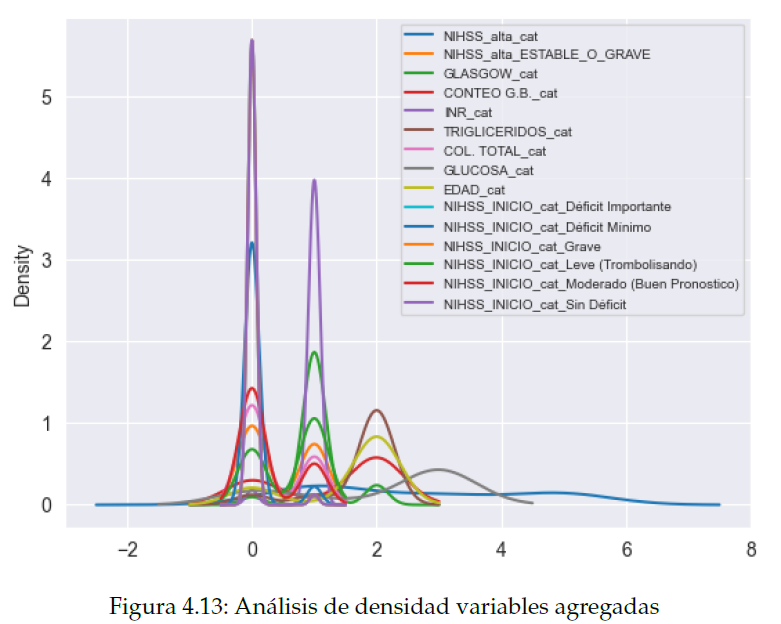 NIHSS_alta_cat
NIHSS_alta_ESTABLE_O_GRAVE
GLASGOW_cat
CONTEO G.B._cat
INR_cat
TRIGLICERIDOS_cat
COL. TOTAL_cat
GLUCOSA_cat
EDAD_cat
NIHSS_INICIO_cat_Déficit Importante
NIHSS_INICIO_cat_Déficit Mínimo
NIHSS_INICIO_cat_Grave
NIHSS_INICIO_cat_Leve (Trombolisando)
NIHSS_INICIO_cat_Moderado (Buen Pronostico)
NIHSS_INICIO_cat_Sin Déficit
Density
5
4
3
2
1
0
−2 0 2 4 6 8
Figura 4.13: Análisis de densidad variables agregadas